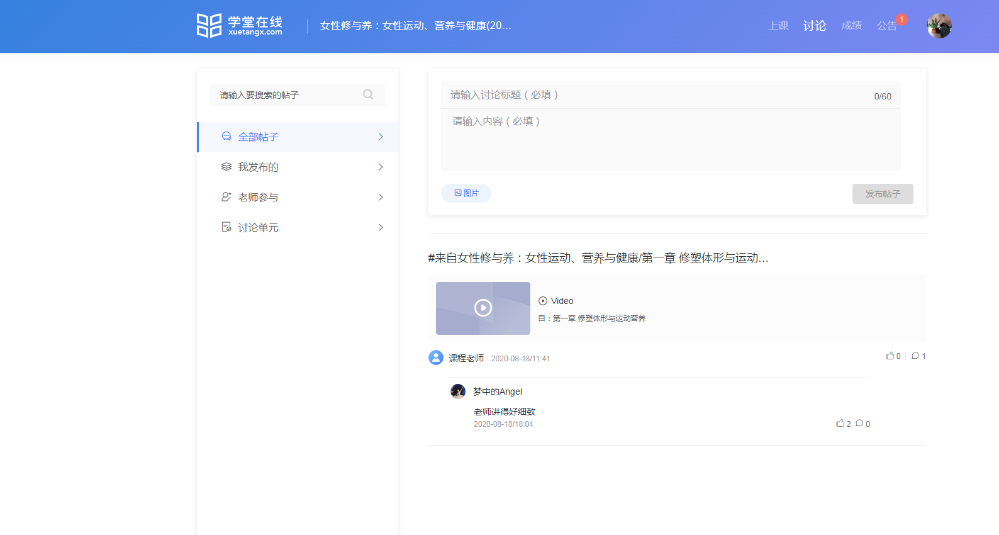 学堂在线
xuetangx.com
女性修与养：女性运动、营养与健康(20...
上课
讨论
成绩
公告
1
请输入要搜索的帖子
全部帖子
我发布的
老师参与
讨论单元
请输入讨论标题（必填）
0/60
请输入内容（必填）
图片
发布帖子
#来自女性修与养：女性运动、营养与健康/第一章 修塑体形与运动...
Video
自：第一章 修塑体形与运动营养
课程老师 2020-08-18/11:41
0 1
梦中的Angel
老师讲得好细致
2020-08-18/18:04
2 0